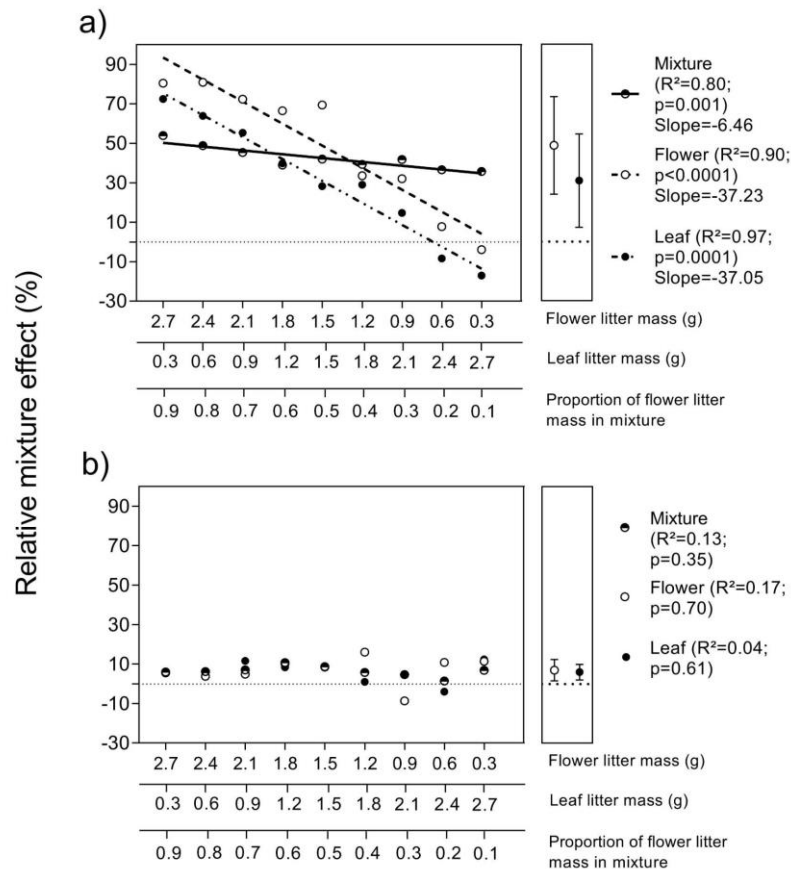 a)
Relative mixture effect (%)
90
70
50
30
10
-10
-30
2.7 2.4 2.1 1.8 1.5 1.2 0.9 0.6 0.3
Flower litter mass (g)
0.3 0.6 0.9 1.2 1.5 1.8 2.1 2.4 2.7
Leaf litter mass (g)
0.9 0.8 0.7 0.6 0.5 0.4 0.3 0.2 0.1
Proportion of flower litter
mass in mixture
Mixture
(R²=0.80;
p=0.001)
Slope=-6.46
Flower (R²=0.90;
p<0.0001)
Slope=-37.23
Leaf (R²=0.97;
p=0.0001)
Slope=-37.05
b)
90
70
50
30
10
-10
-30
2.7 2.4 2.1 1.8 1.5 1.2 0.9 0.6 0.3
Flower litter mass (g)
0.3 0.6 0.9 1.2 1.5 1.8 2.1 2.4 2.7
Leaf litter mass (g)
0.9 0.8 0.7 0.6 0.5 0.4 0.3 0.2 0.1
Proportion of flower litter
mass in mixture
Mixture
(R²=0.13;
p=0.35)
Flower (R²=0.17;
p=0.70)
Leaf (R²=0.04;
p=0.61)